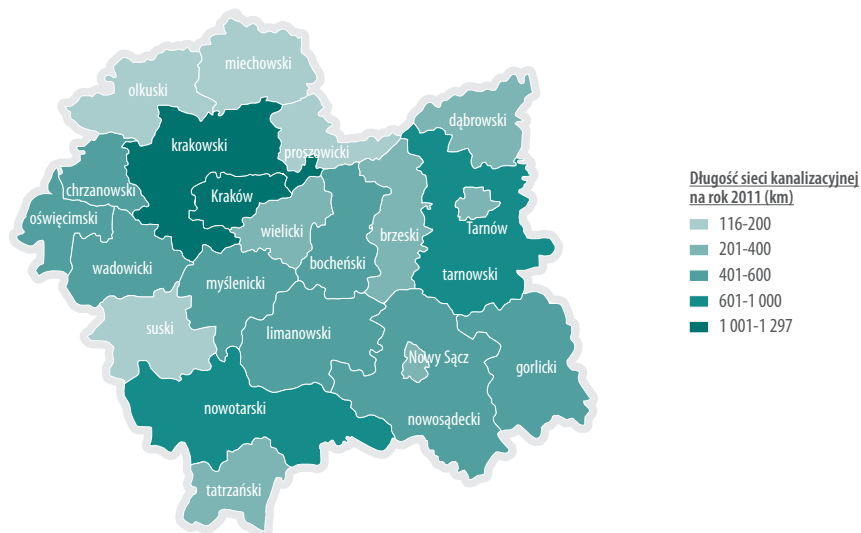 miechowski
olkuski
dąbrowski
krakowski
proszowicki
chrzanowski
Kraków
oświęcimski
wielicki
brzeski
Tarnów
wadowicki
bocheński
tarnowski
myślenicki
suski
limanowski
Nowy Sącz
gorlicki
nowotarski
nowosądecki
tatrzański
Długość sieci kanalizacyjnej
na rok 2011 (km)
116-200
201-400
401-600
601-1 000
1 001-1 297